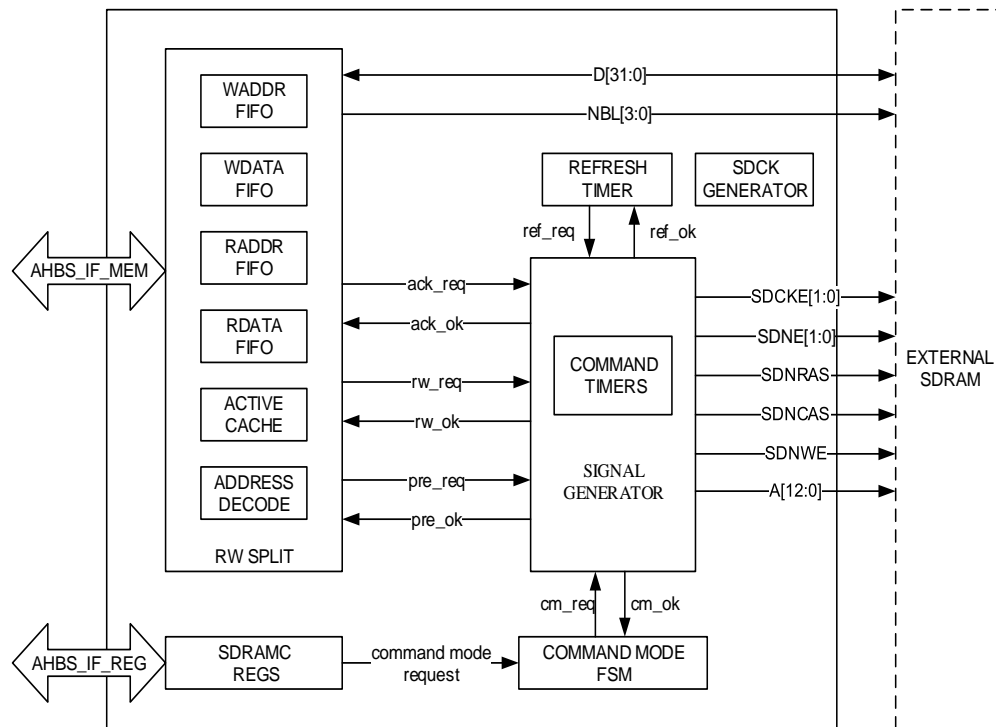 D[31:0]
NBL[3:0]
WADDR
FIFO
WDATA
FIFO
REFRESH
TIMER
SDCK
GENERATOR
ref_req
ref_ok
RADDR
FIFO
AHBS_IF_MEM
ack_req
SDCKE[1:0]
ack_ok
RDATA
FIFO
SDNE[1:0]
COMMAND
TIMERS
EXTERNAL
SDRAM
rw_req
SDNRAS
ACTIVE
CACHE
rw_ok
SDNCAS
SDNWE
ADDRESS
DECODE
pre_req
SIGNAL
GENERATOR
A[12:0]
pre_ok
RW SPLIT
cm_req
cm_ok
AHBS_IF_REG
SDRAMC
REGS
command mode
request
COMMAND MODE
FSM